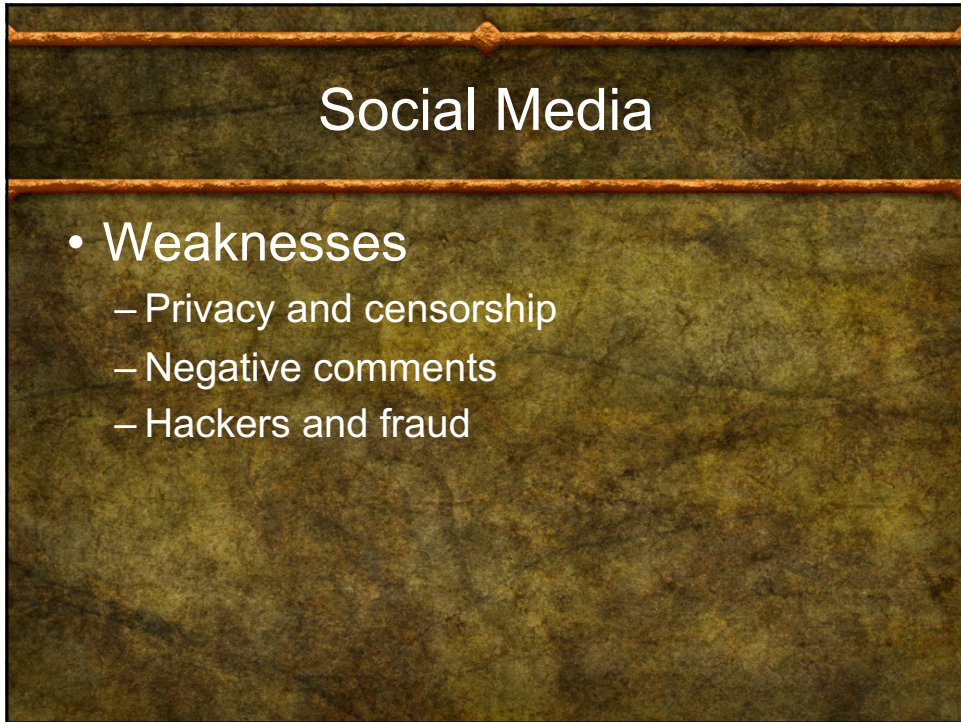 Social Media
• Weaknesses
– Privacy and censorship
– Negative comments
– Hackers and fraud